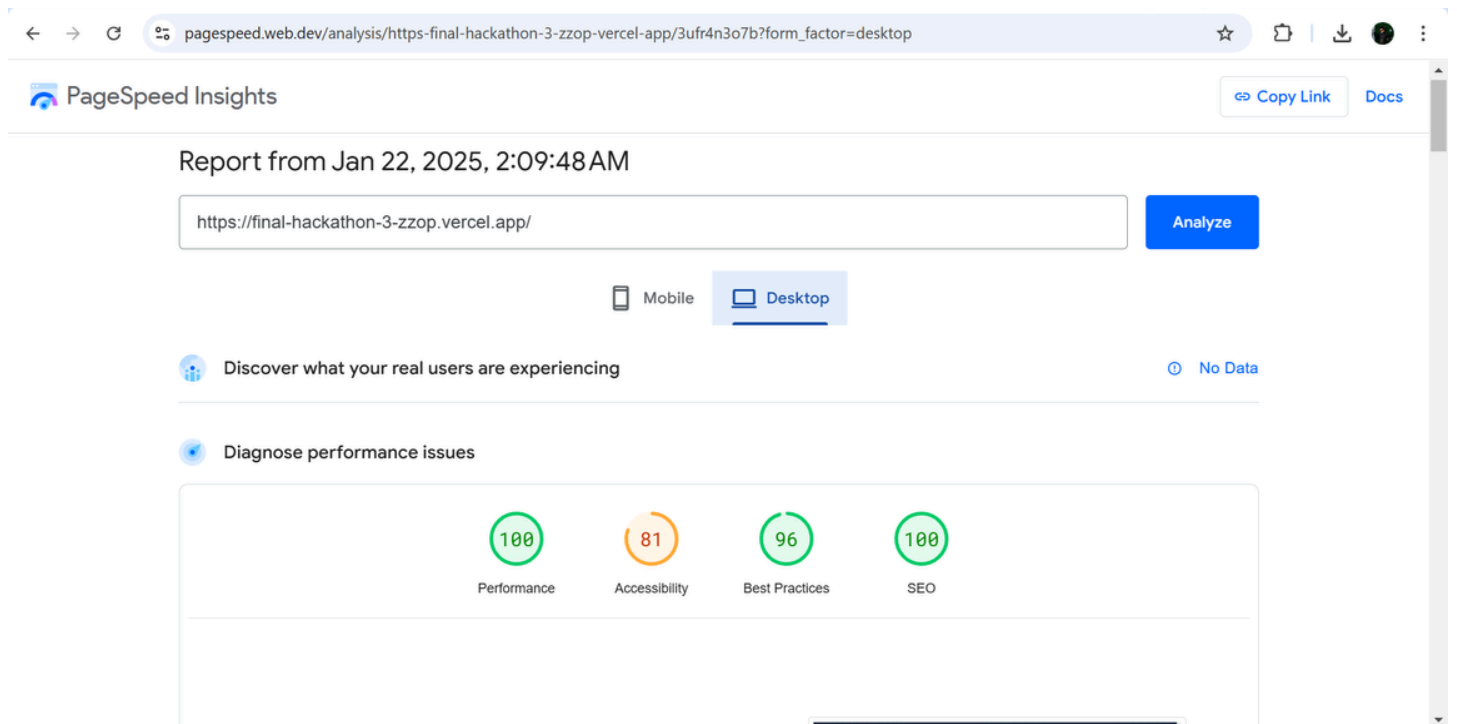 pagespeed.web.dev/analysis/https-final-hackathon-3-zzop-vercel-app/3ufr4n3o7b?form_factor=desktop
PageSpeed Insights
Copy Link
Docs
Report from Jan 22, 2025, 2:09:48 AM
https://final-hackathon-3-zzop.vercel.app/
Analyze
Mobile
Desktop
Discover what your real users are experiencing
No Data
Diagnose performance issues
100
81
96
100
Performance
Accessibility
Best Practices
SEO